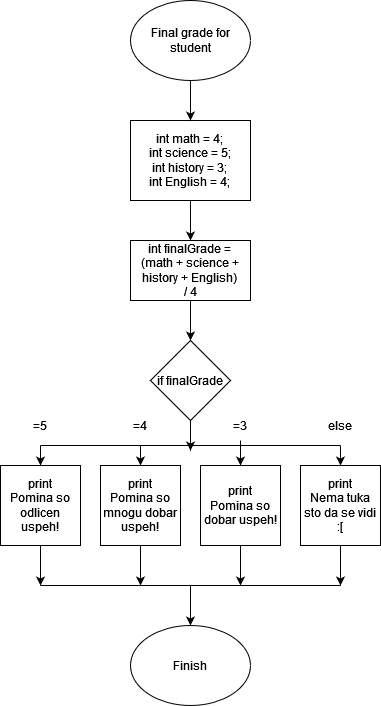 Final grade for
student
int math = 4;
int science = 5;
int history = 3;
int English = 4;
int finalGrade =
(math + science +
history + English)
/ 4
if finalGrade
=5
=4
=3
else
print
Pomina so
odlicen
uspeh!
print
Pomina so
mnogu dobar
uspeh!
print
Pomina so
dobar uspeh!
print
Nema tuka
sto da se vidi
:[
Finish